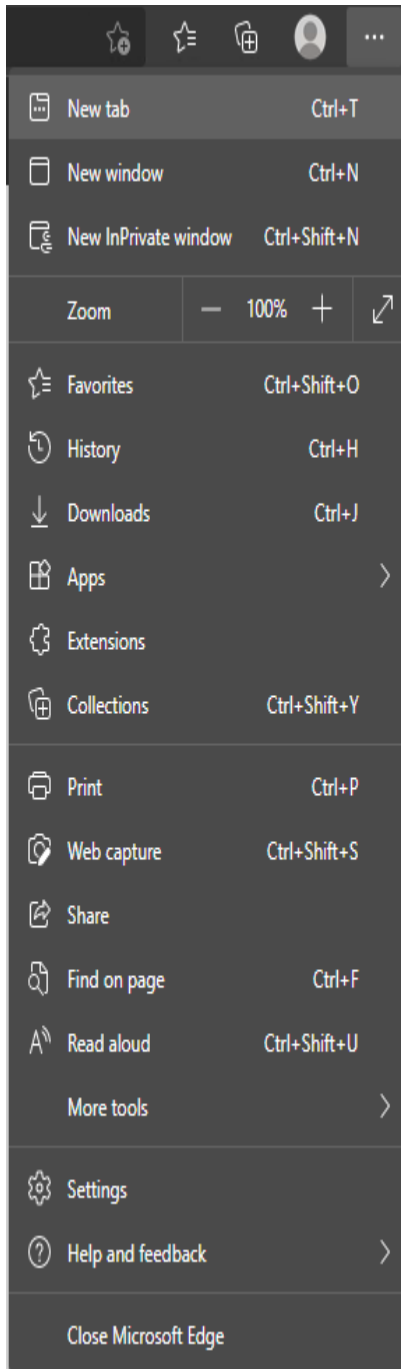 New tab Ctrl+T
New window Ctrl+N
New InPrivate window Ctrl+Shift+N
Zoom — 100% +
Favorites Ctrl+Shift+O
History Ctrl+H
Downloads Ctrl+J
Apps
Extensions
Collections Ctrl+Shift+Y
Print Ctrl+P
Web capture Ctrl+Shift+S
Share
Find on page Ctrl+F
Read aloud Ctrl+Shift+U
More tools
Settings
Help and feedback
Close Microsoft Edge